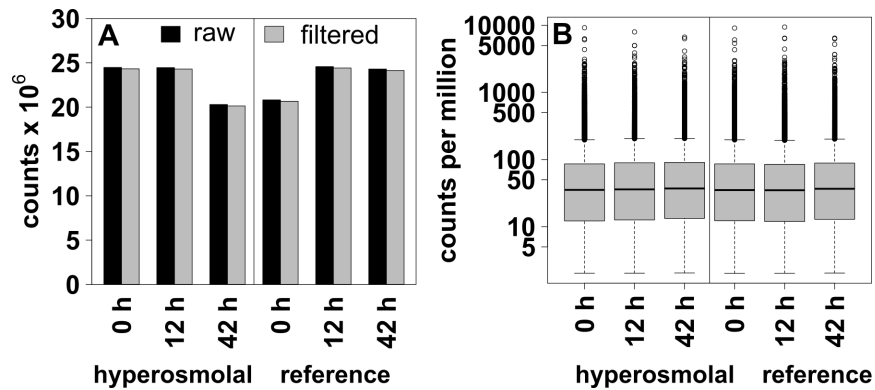 A
raw
filtered
counts x 10⁶
30
25
20
15
10
5
0
0 h
12 h
42 h
0 h
12 h
42 h
hyperosmolal
reference
B
counts per million
10000
5000
1000
500
100
50
10
5
0 h
12 h
42 h
0 h
12 h
42 h
hyperosmolal
reference